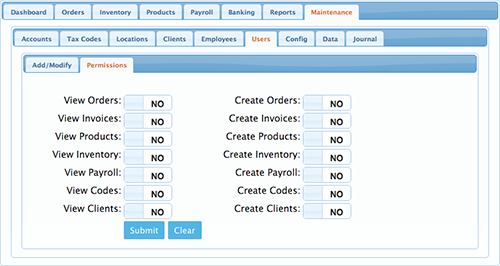 Dashboard Orders Inventory Products Payroll Banking Reports Maintenance
Accounts Tax Codes Locations Clients Employees Users Config Data Journal
Add/Modify Permissions
View Orders: NO Create Orders: NO
View Invoices: NO Create Invoices: NO
View Products: NO Create Products: NO
View Inventory: NO Create Inventory: NO
View Payroll: NO Create Payroll: NO
View Codes: NO Create Codes: NO
View Clients: NO Create Clients: NO
Submit Clear